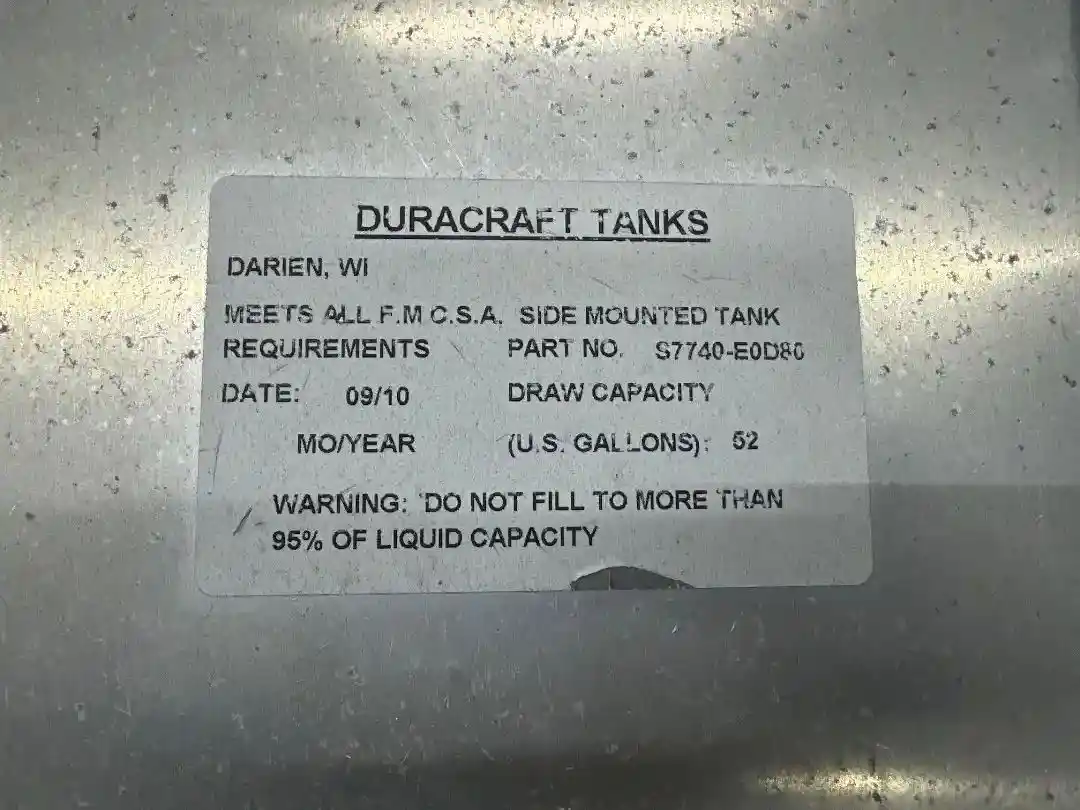 DURACRAFT TANKS
DARIEN, WI
MEETS ALL F.M.C.S.A. SIDE MOUNTED TANK
REQUIREMENTS PART NO. S7740-E0D80
DATE: 09/10 DRAW CAPACITY
MO/YEAR (U.S. GALLONS): 52
WARNING: DO NOT FILL TO MORE THAN
95% OF LIQUID CAPACITY